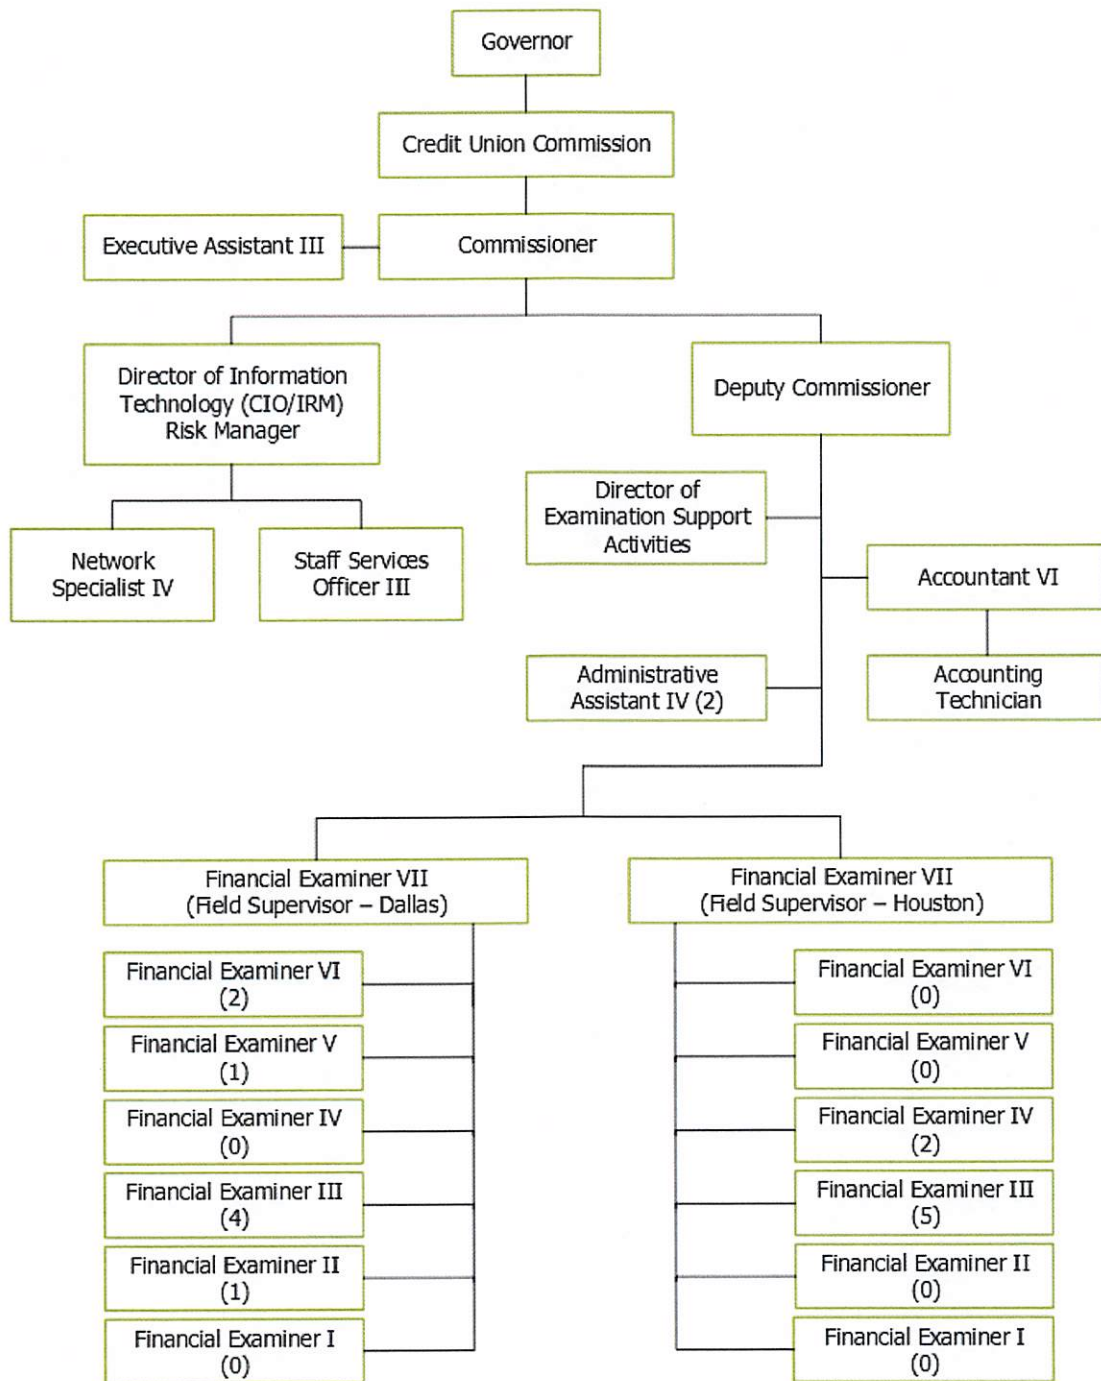 Governor
Credit Union Commission
Executive Assistant III
Commissioner
Director of Information
Technology (CIO/IRM)
Risk Manager
Deputy Commissioner
Network
Specialist IV
Staff Services
Officer III
Director of
Examination Support
Activities
Accountant VI
Administrative
Assistant IV (2)
Accounting
Technician
Financial Examiner VII
(Field Supervisor – Dallas)
Financial Examiner VI
(2)
Financial Examiner V
(1)
Financial Examiner IV
(0)
Financial Examiner III
(4)
Financial Examiner II
(1)
Financial Examiner I
(0)
Financial Examiner VII
(Field Supervisor – Houston)
Financial Examiner VI
(0)
Financial Examiner V
(0)
Financial Examiner IV
(2)
Financial Examiner III
(5)
Financial Examiner II
(0)
Financial Examiner I
(0)